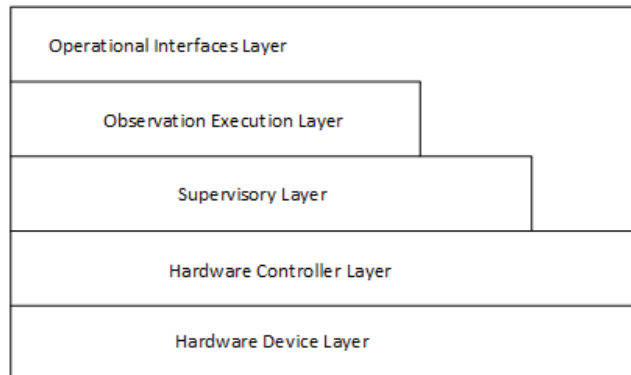 Operational Interfaces Layer
Observation Execution Layer
Supervisory Layer
Hardware Controller Layer
Hardware Device Layer